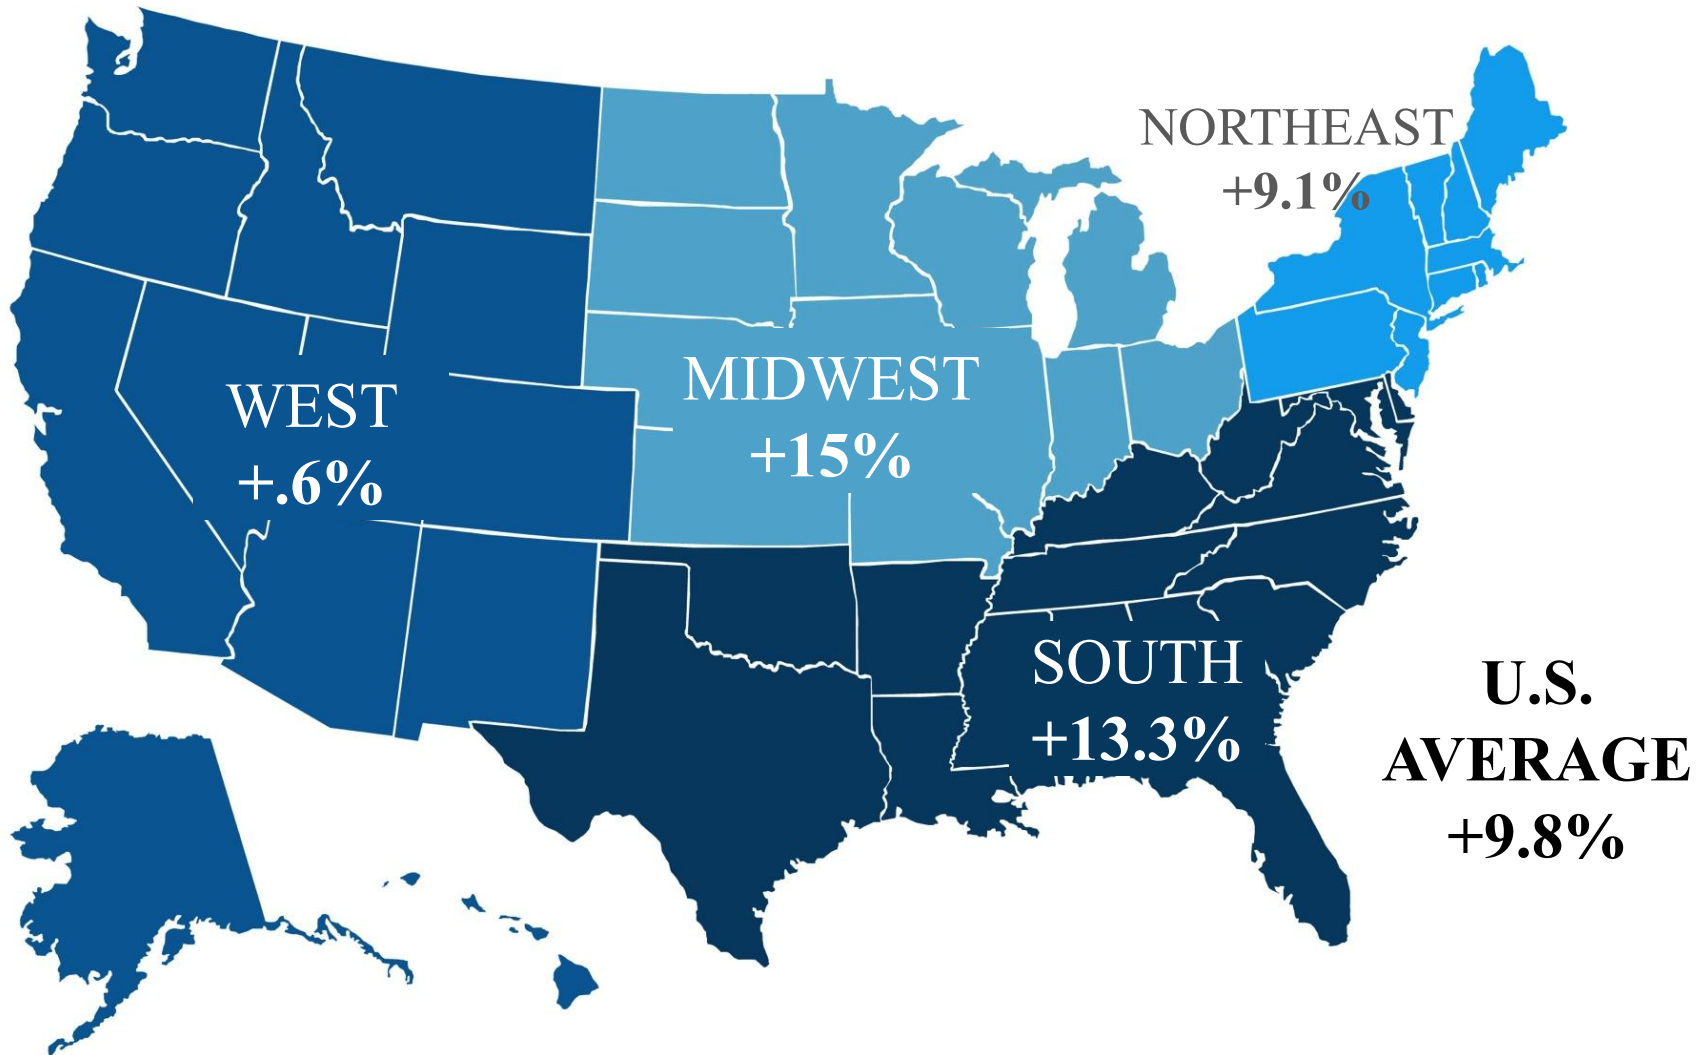 NORTHEAST
+9.1%
WEST
+.6%
MIDWEST
+15%
SOUTH
+13.3%
U.S.
AVERAGE
+9.8%